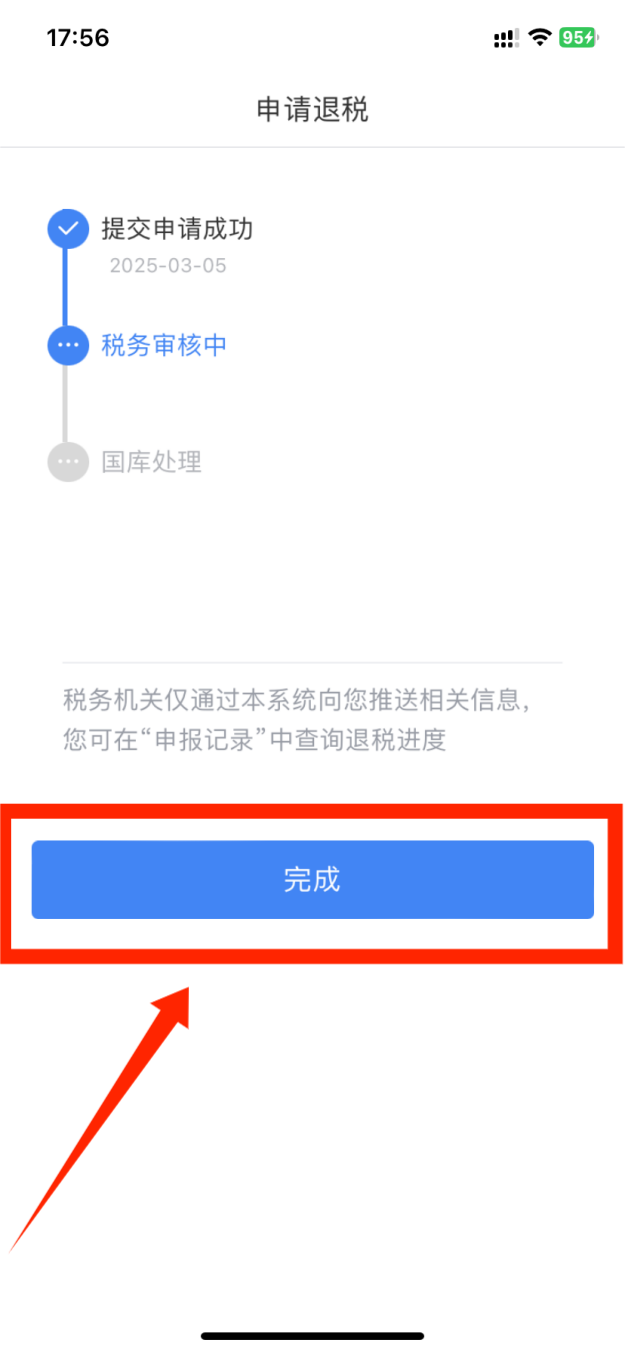 17:56
95
申请退税
提交申请成功
2025-03-05
税务审核中
国库处理
税务机关仅通过本系统向您推送相关信息,
您可在“申报记录”中查询退税进度
完成